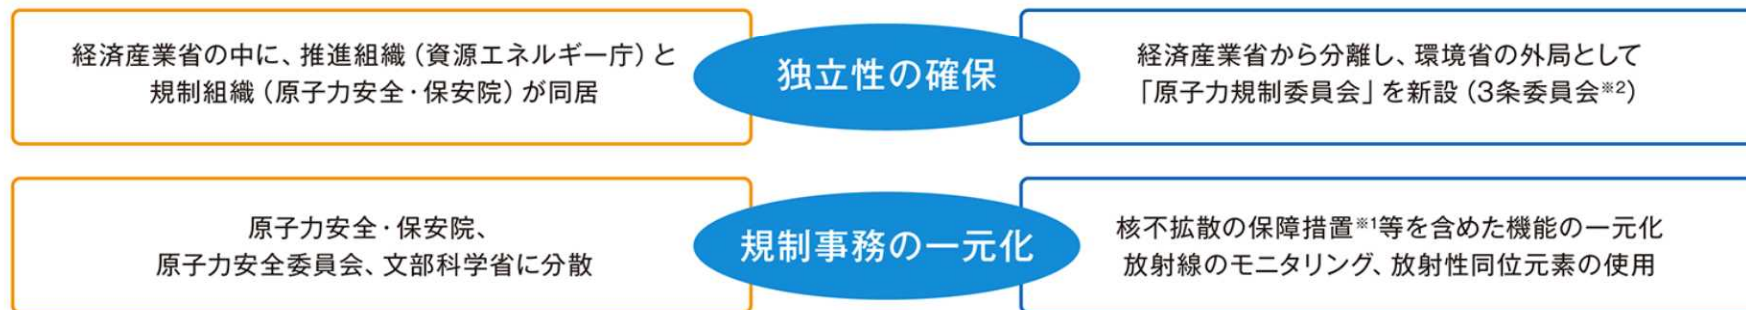 経済産業省の中に、推進組織（資源エネルギー庁）と
規制組織（原子力安全・保安院）が同居
独立性の確保
経済産業省から分離し、環境省の外局として
「原子力規制委員会」を新設（3条委員会※2）
原子力安全・保安院、
原子力安全委員会、文部科学省に分散
規制事務の一元化
核不拡散の保障措置※1等を含めた機能の一元化
放射線のモニタリング、放射性同位元素の使用